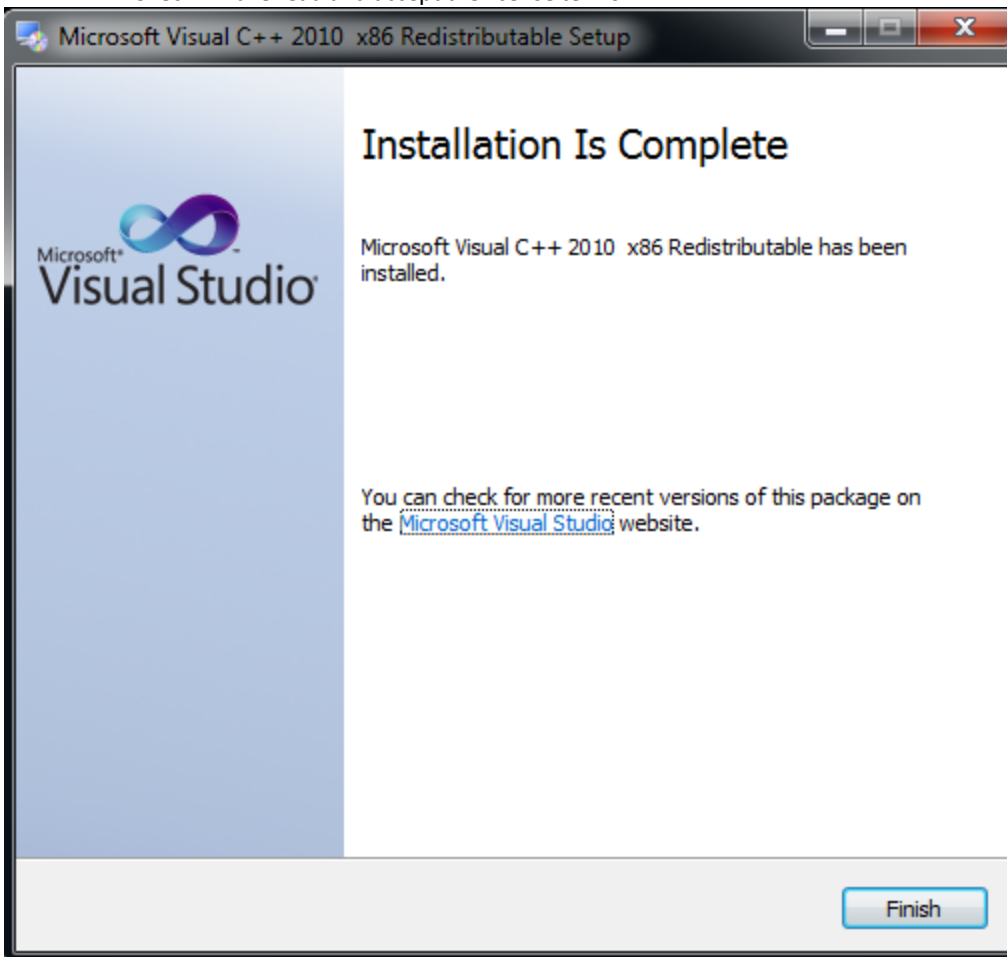 Microsoft Visual C++ 2010 x86 Redistributable Setup
Installation Is Complete
Microsoft Visual C++ 2010 x86 Redistributable has been
installed.
Microsoft®
Visual Studio®
You can check for more recent versions of this package on
the Microsoft Visual Studio website.
Finish